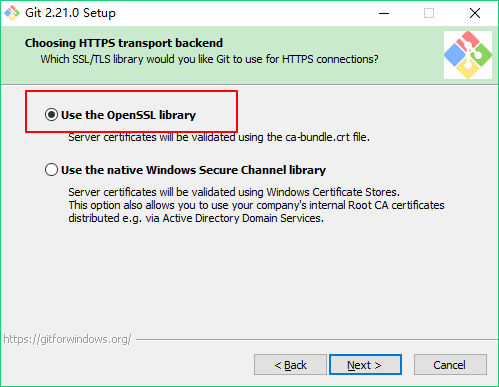 Git 2.21.0 Setup
Choosing HTTPS transport backend
Which SSL/TLS library would you like Git to use for HTTPS connections?
Use the OpenSSL library
Server certificates will be validated using the ca-bundle.crt file.
Use the native Windows Secure Channel library
Server certificates will be validated using Windows Certificate Stores.
This option also allows you to use your company's internal Root CA certificates
distributed e.g. via Active Directory Domain Services.
https://gitforwindows.org/
< Back
Next >
Cancel